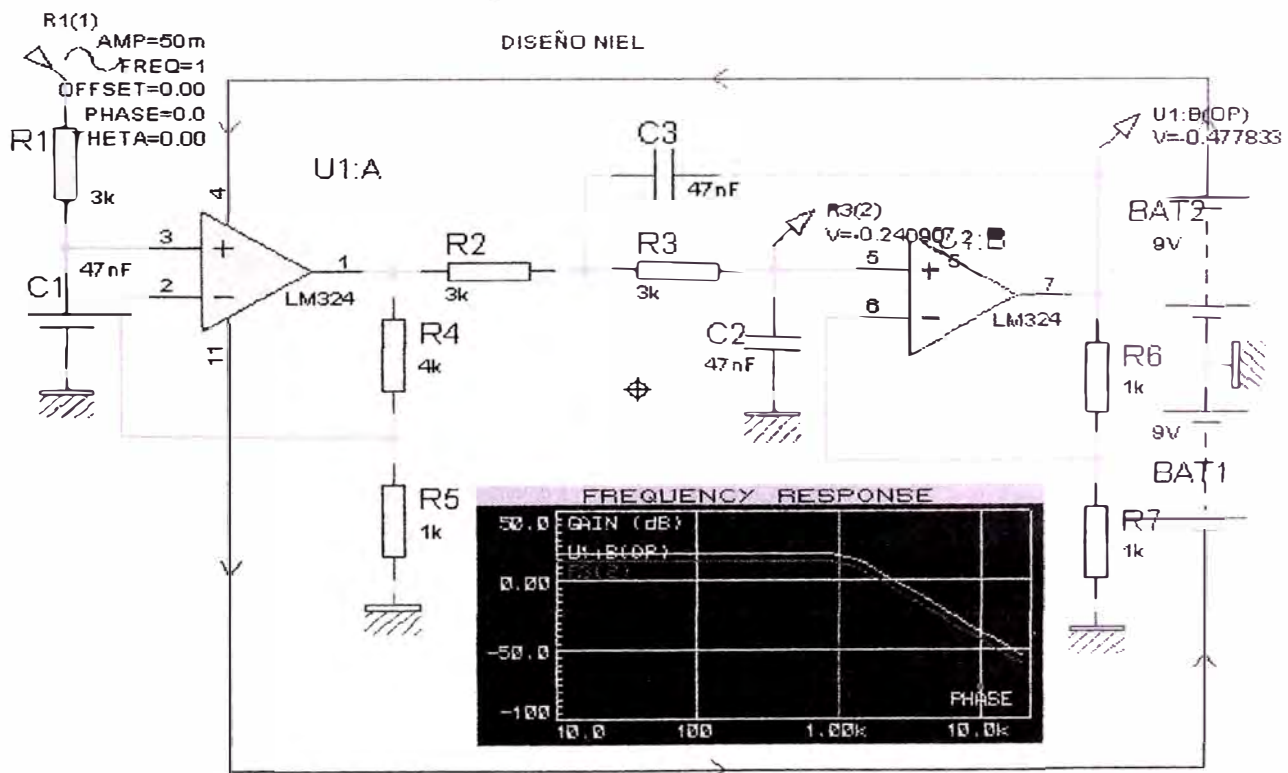 R1(1)
AMP=50m
FREQ=1
OFFSET=0.00
PHASE=0.0
THETA=0.00
DISEÑO NIEL
R1
3k
U1:A
4
3
2
1
11
LM324
47nF
C1
R2
3k
C3
47nF
R3
3k
R3(2)
C2
47nF
5
6
7
LM324
U1:B(OP)
V=-0.477833
BAT2
9V
R4
4k
R5
1k
R6
1k
R7
1k
9V
BAT1
FREQUENCY RESPONSE
50.0
GAIN (dB)
U1:B(OP)
0.00
-50.0
PHASE
-100
10.0
100
1.00k
10.0k